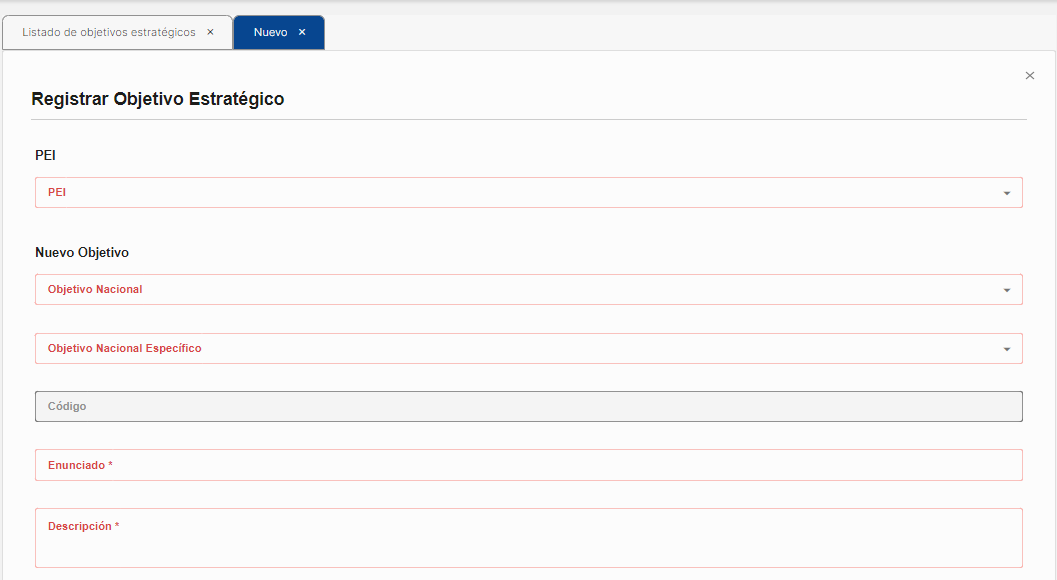 Listado de objetivos estratégicos ×
Nuevo ×
×
Registrar Objetivo Estratégico
PEI
PEI
Nuevo Objetivo
Objetivo Nacional
Objetivo Nacional Específico
Código
Enunciado *
Descripción *